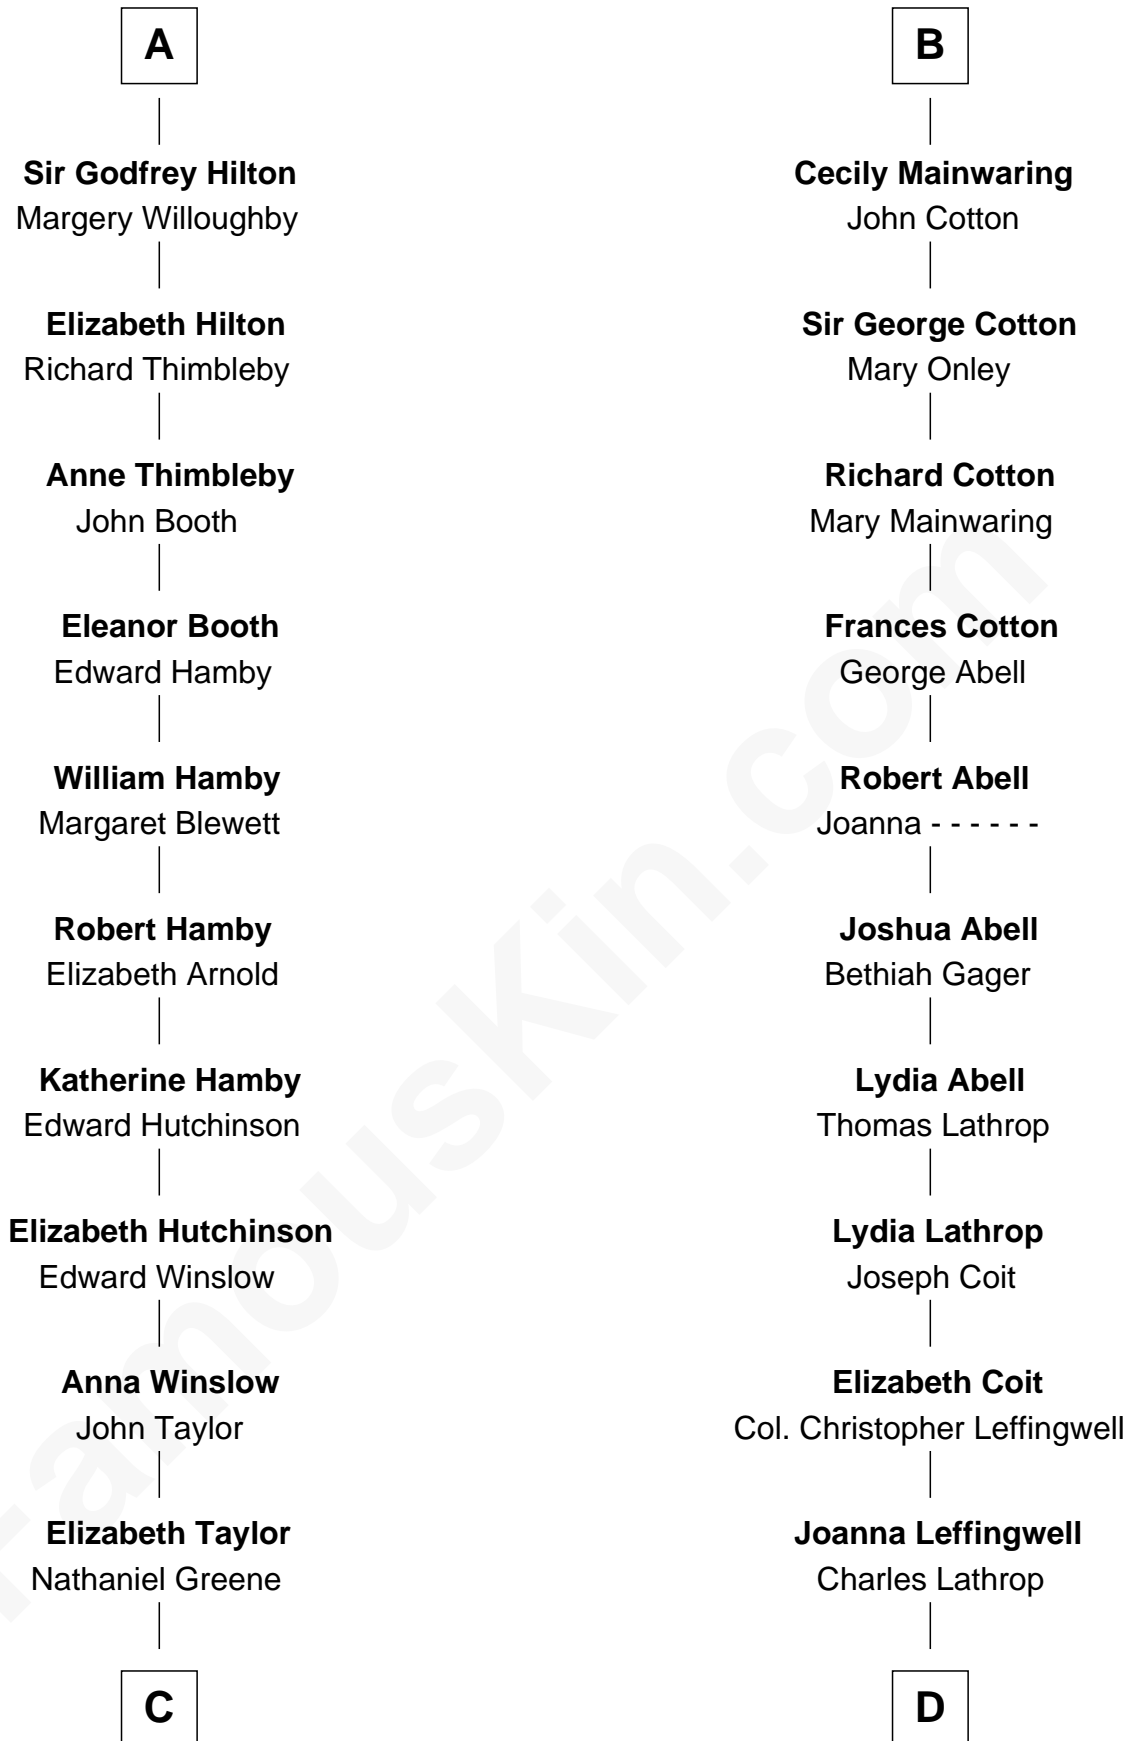 A
Sir Godfrey Hilton
Margery Willoughby
Elizabeth Hilton
Richard Thimbleby
Anne Thimbleby
John Booth
Eleanor Booth
Edward Hamby
William Hamby
Margaret Blewett
Robert Hamby
Elizabeth Arnold
Katherine Hamby
Edward Hutchinson
Elizabeth Hutchinson
Edward Winslow
Anna Winslow
John Taylor
Elizabeth Taylor
Nathaniel Greene
C
B
Cecily Mainwaring
John Cotton
Sir George Cotton
Mary Onley
Richard Cotton
Mary Mainwaring
Frances Cotton
George Abell
Robert Abell
Joanna - - - - - -
Joshua Abell
Bethiah Gager
Lydia Abell
Thomas Lathrop
Lydia Lathrop
Joseph Coit
Elizabeth Coit
Col. Christopher Leffingwell
Joanna Leffingwell
Charles Lathrop
D
FamousKin.com